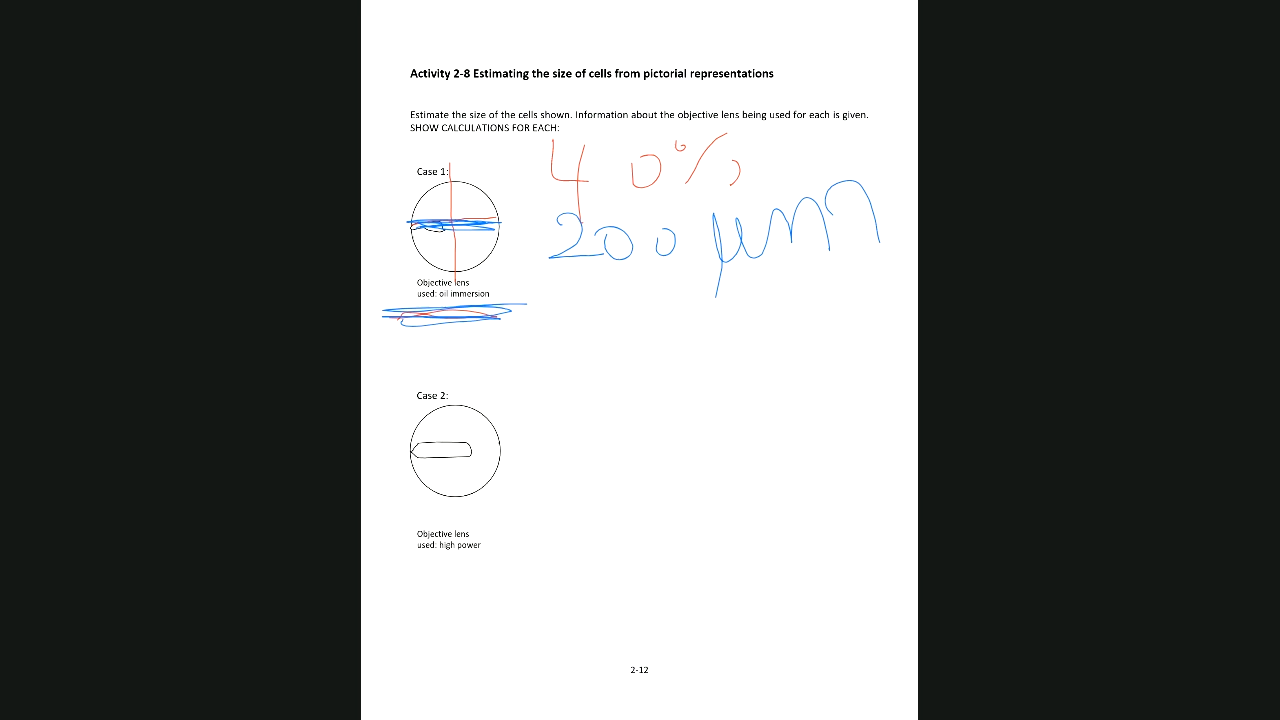 Activity 2-8 Estimating the size of cells from pictorial representations
Estimate the size of the cells shown. Information about the objective lens being used for each is given.
SHOW CALCULATIONS FOR EACH:
40%
Case 1:
200 µm
Objective lens
used: oil immersion
Case 2:
Objective lens
used: high power
2-12